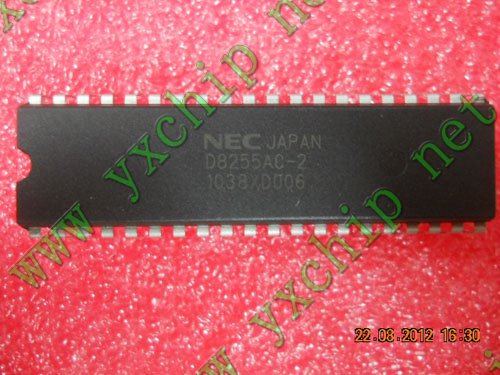 www yxchip net
www yxchip net
www yxchip net
NEC JAPAN
D8255AC-2
1038XD006
22.08.2012 16:30